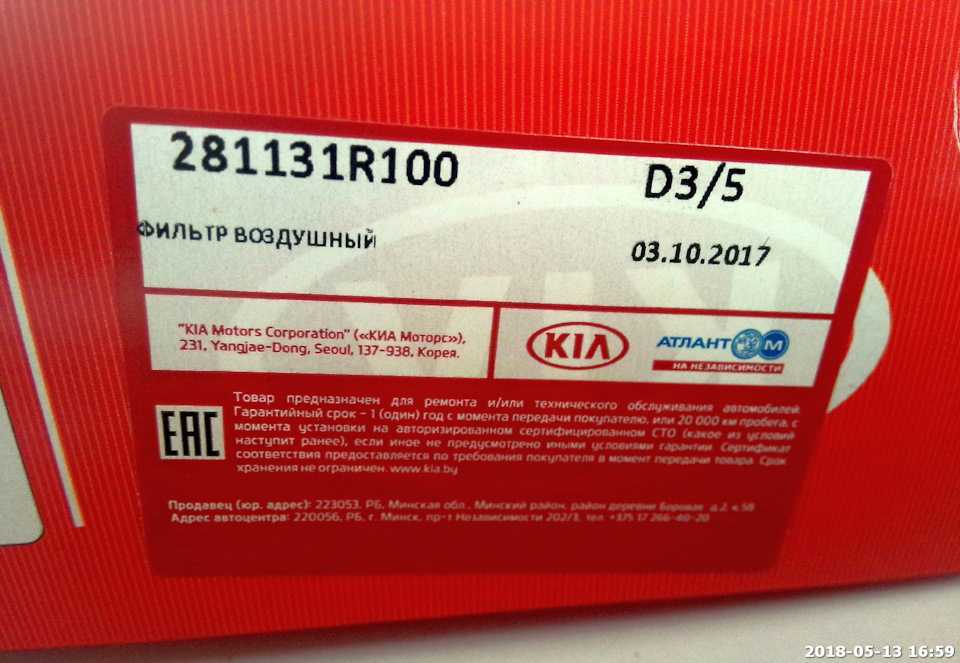 281131R100
D3/5
ФИЛЬТР ВОЗДУШНЫЙ
03.10.2017
"KIA Motors Corporation" («КИА Моторс»),
231, Yangjae-Dong, Seoul, 137-938, Корея.
KIA
АТЛАНТ М
НА НЕЗАВИСИМОСТИ
EAC
Товар предназначен для ремонта и/или технического обслуживания автомобилей.
Гарантийный срок - 1 (один) год с момента передачи покупателю, или 20 000 км пробега, с
момента установки на авторизированном сертифицированном СТО (какое из условий
наступит ранее), если иное не предусмотрено иными условиями гарантии. Сертификат
соответствия предоставляется по требованию покупателя в момент передачи товара. Срок
хранения не ограничен. www.kia.by
Продавец (юр. адрес): 223053, РБ, Минская обл., Минский район, район деревни Боровая д.2, к.58
Адрес автоцентра: 220056, РБ, г. Минск, пр-т Независимости 202/3, тел. +375 17 266-40-20
2018-05-13 16:59